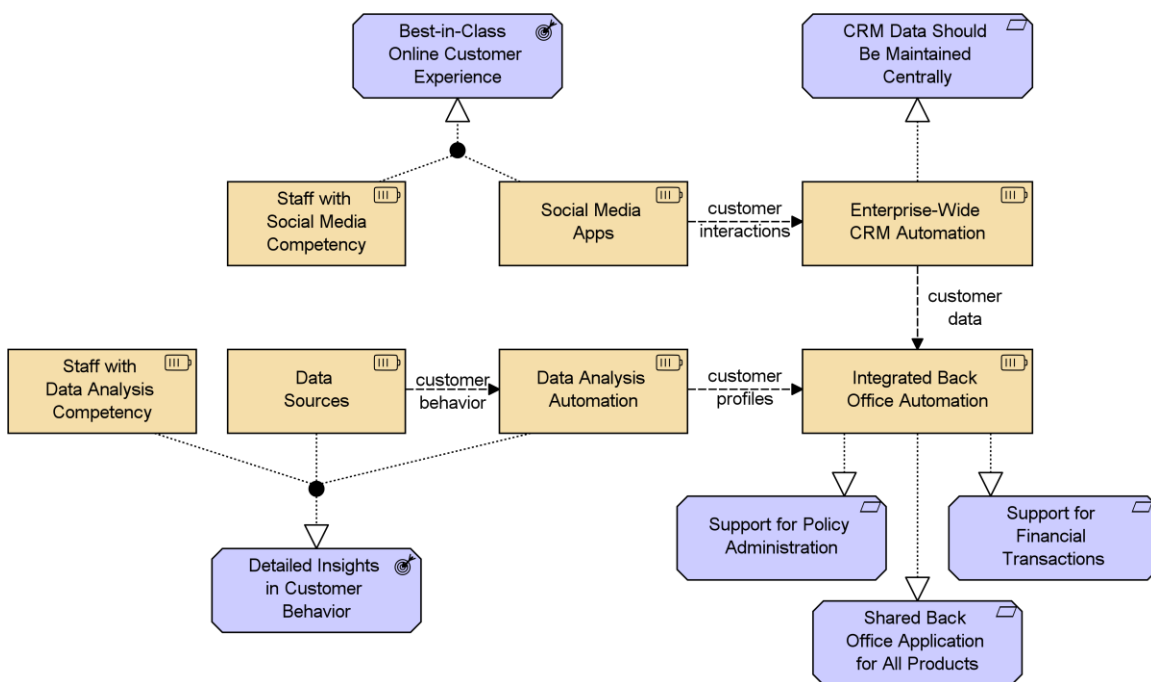 Best-in-Class
Online Customer
Experience
CRM Data Should
Be Maintained
Centrally
Staff with
Social Media
Competency
Social Media
Apps
customer
interactions
Enterprise-Wide
CRM Automation
customer
data
Staff with
Data Analysis
Competency
Data
Sources
customer
behavior
Data Analysis
Automation
customer
profiles
Integrated Back
Office Automation
Support for Policy
Administration
Support for
Financial
Transactions
Detailed Insights
in Customer
Behavior
Shared Back
Office Application
for All Products